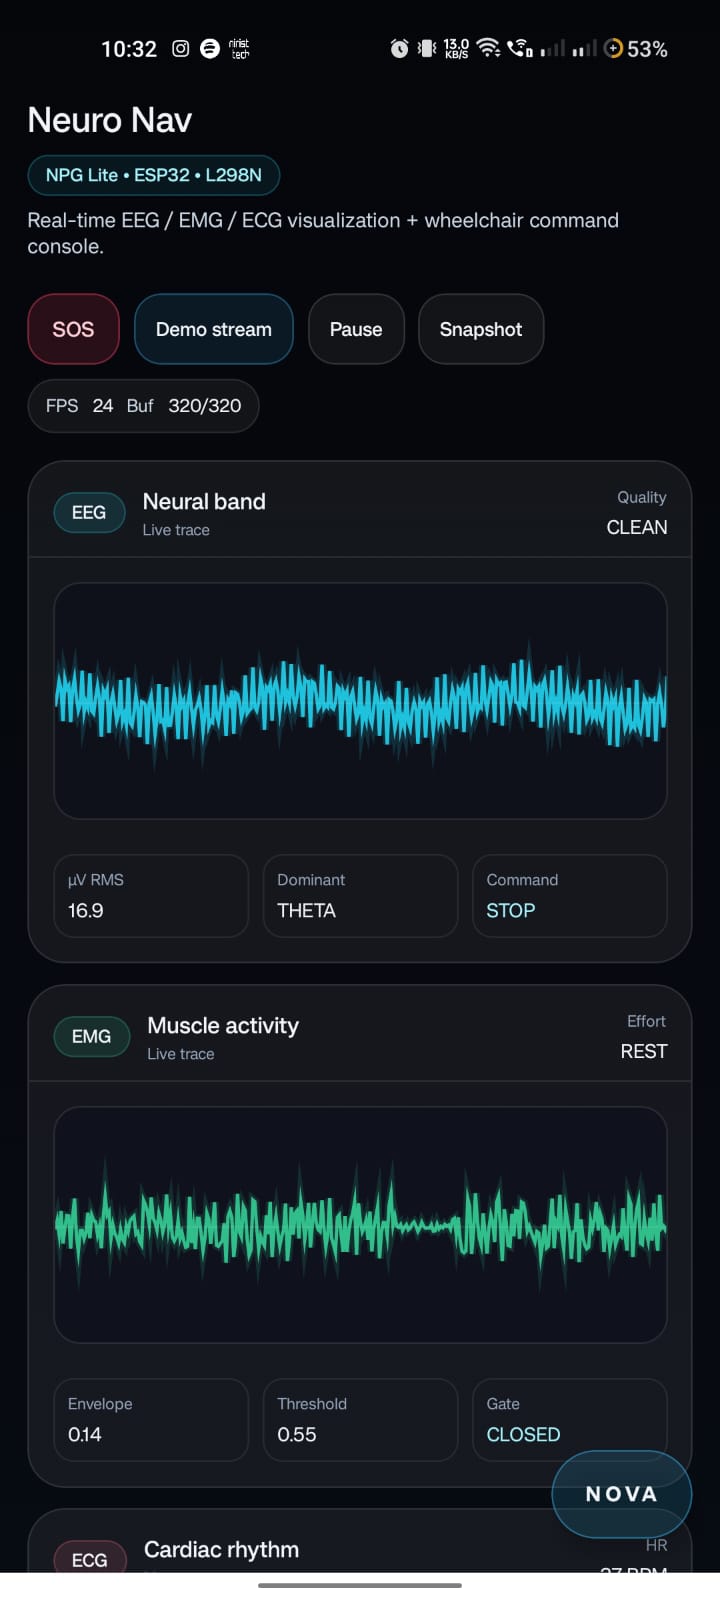 10:32 nirist tech 13.0 KB/S 53%
Neuro Nav
NPG Lite • ESP32 • L298N
Real-time EEG / EMG / ECG visualization + wheelchair command
console.
SOS Demo stream Pause Snapshot
FPS 24 Buf 320/320
EEG Neural band Quality
Live trace CLEAN
µV RMS Dominant Command
16.9 THETA STOP
EMG Muscle activity Effort
Live trace REST
Envelope Threshold Gate
0.14 0.55 CLOSED
NOVA
ECG Cardiac rhythm HR